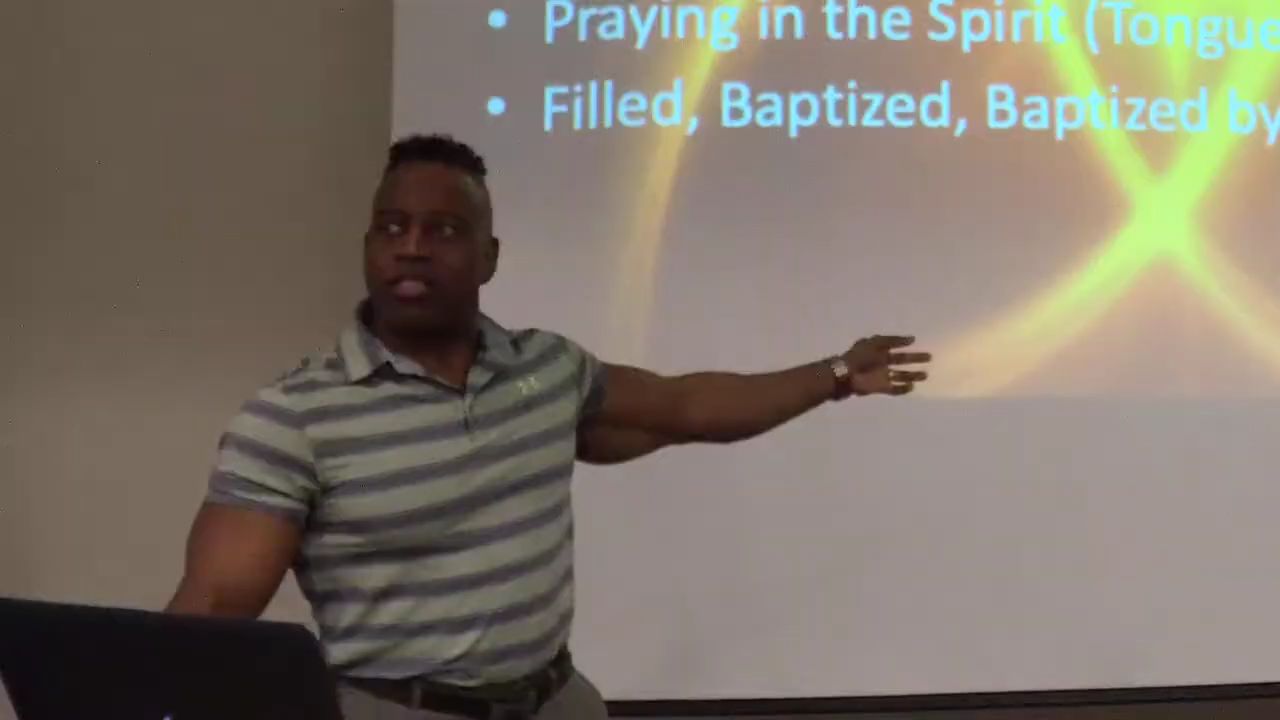 • Praying in the Spirit (Tongue
• Filled, Baptized, Baptized by